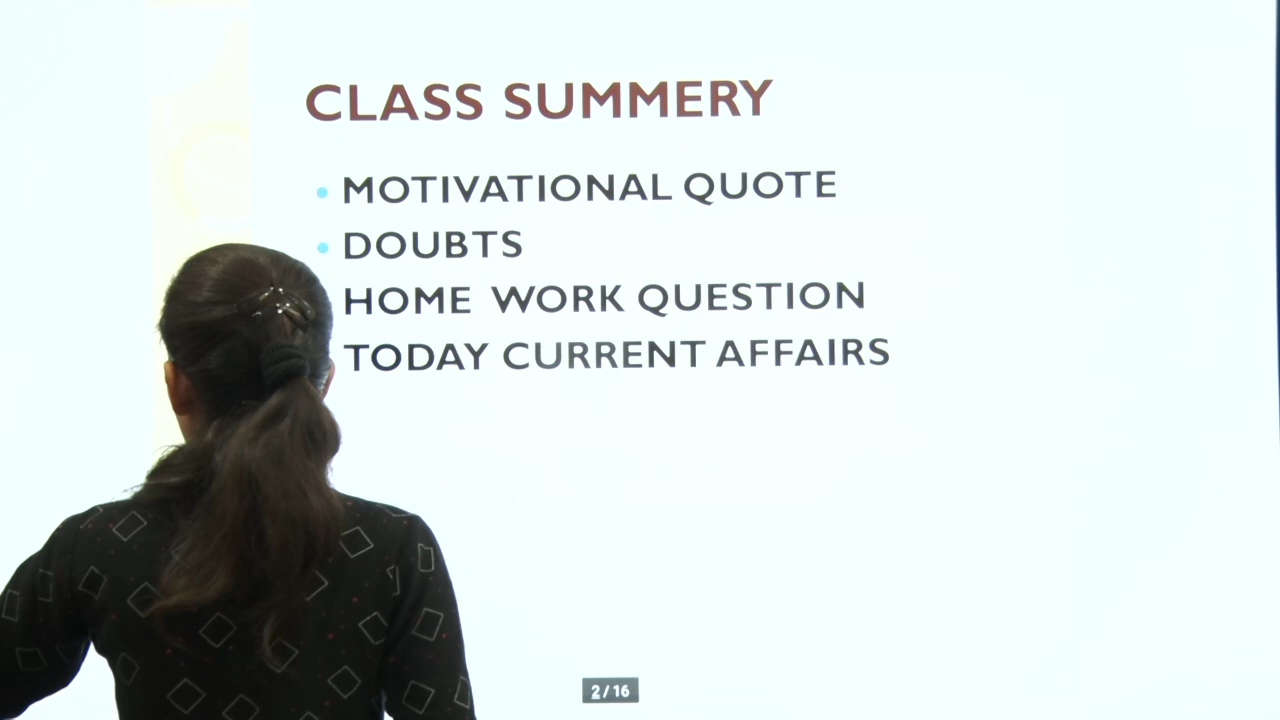 CLASS SUMMERY
• MOTIVATIONAL QUOTE
• DOUBTS
HOME WORK QUESTION
TODAY CURRENT AFFAIRS
2 / 16